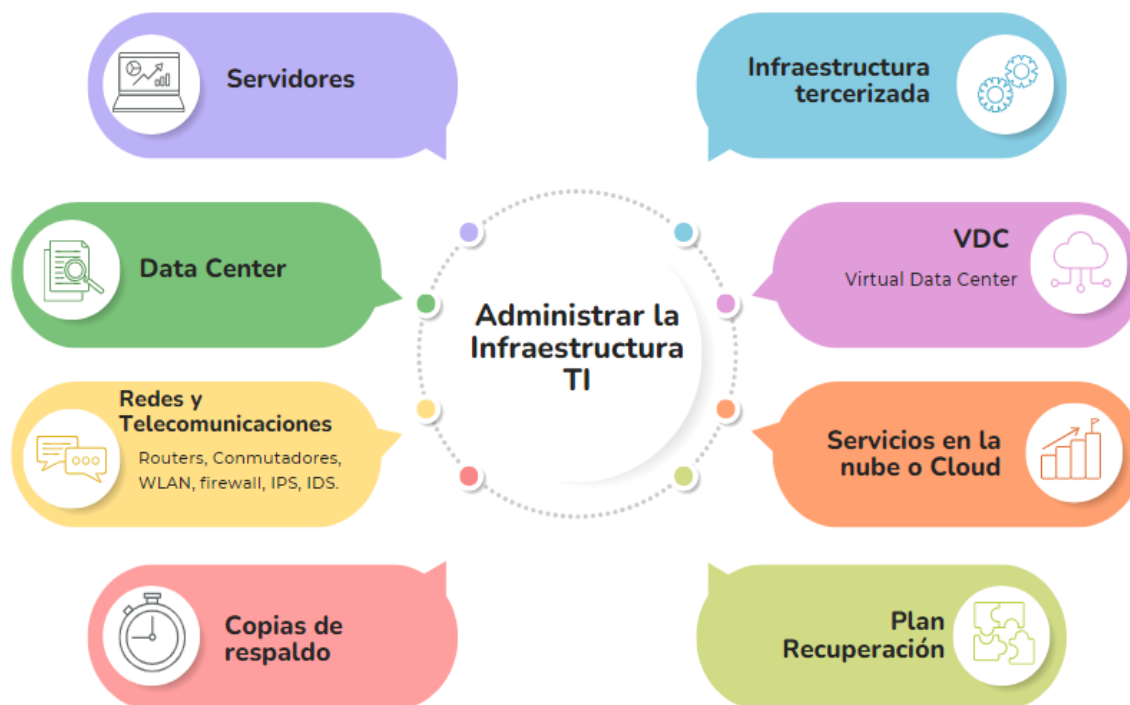 Servidores
Infraestructura
tercerizada
Data Center
VDC
Virtual Data Center
Administrar la
Infraestructura
TI
Redes y
Telecomunicaciones
Routers, Conmutadores,
WLAN, firewall, IPS, IDS.
Servicios en la
nube o Cloud
Copias de
respaldo
Plan
Recuperación